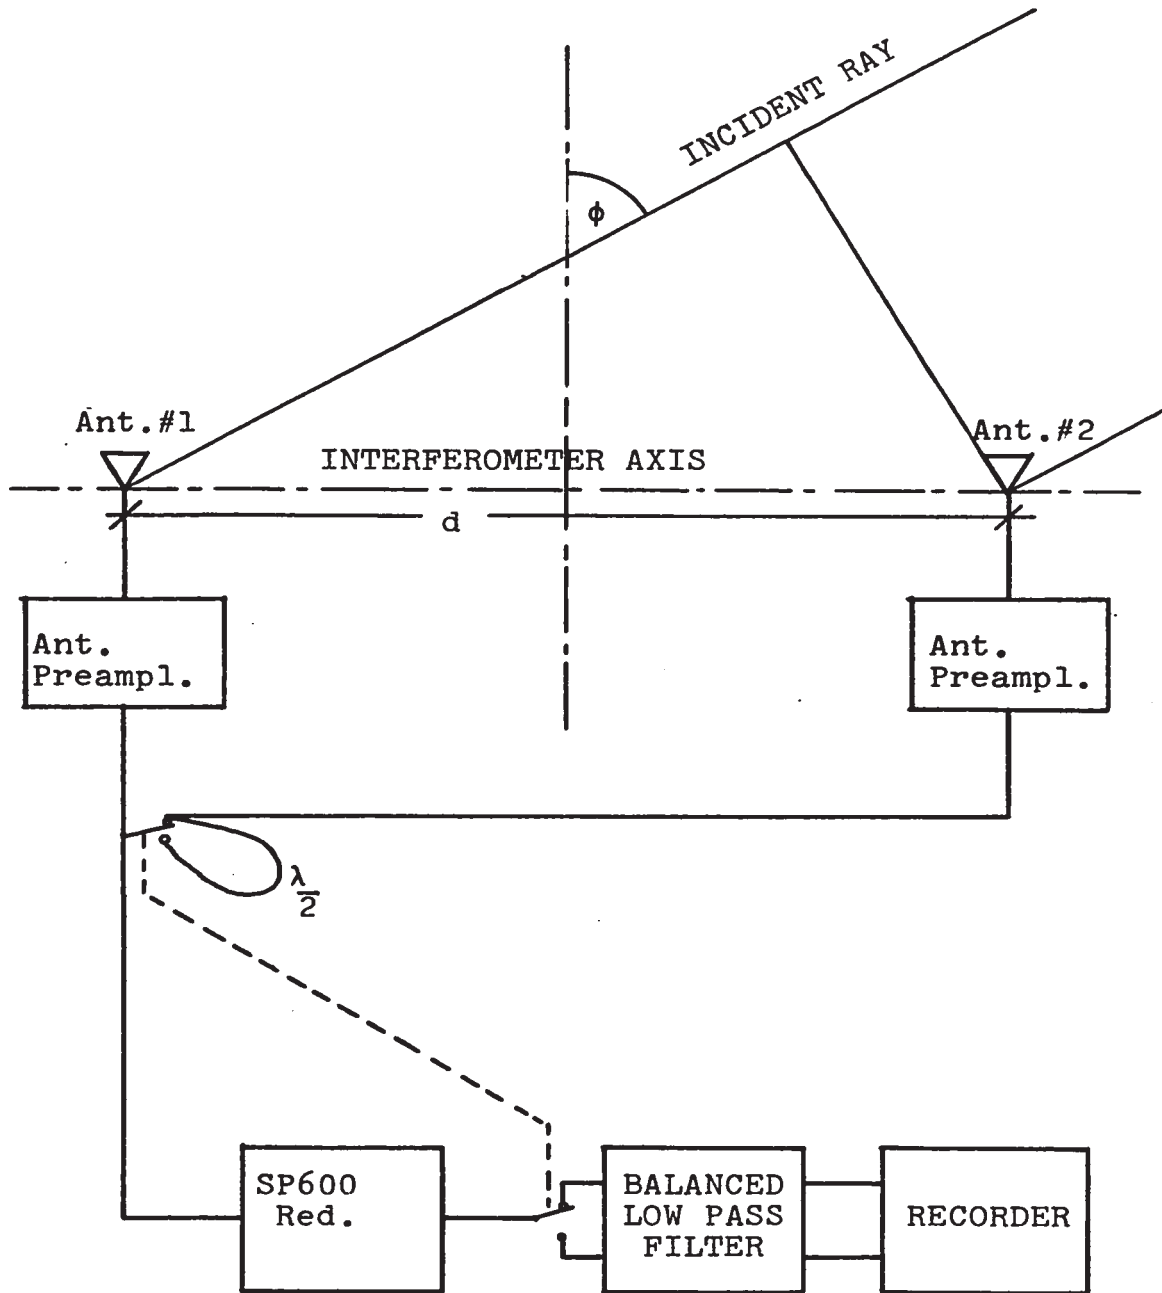 INCIDENT RAY
ϕ
Ant.#1
Ant.#2
INTERFEROMETER AXIS
d
Ant.
Preampl.
Ant.
Preampl.
λ
2
SP600
Red.
BALANCED
LOW PASS
FILTER
RECORDER